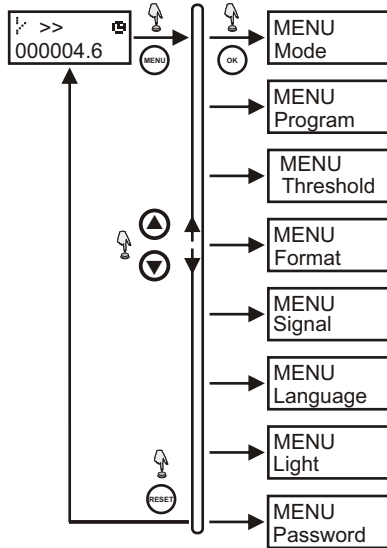 >>
000004.6
MENU
OK
MENU
Mode
MENU
Program
MENU
Threshold
MENU
Format
MENU
Signal
MENU
Language
MENU
Light
RESET
MENU
Password